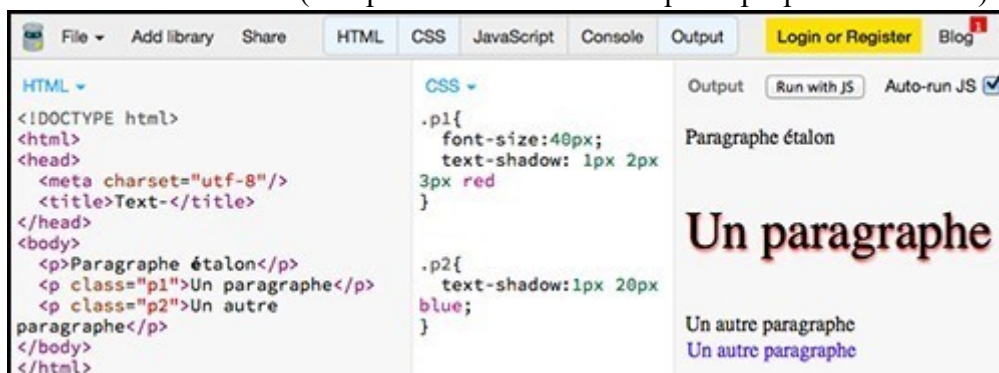 File Add library Share HTML CSS JavaScript Console Output Login or Register Blog 1
HTML
<!DOCTYPE html>
<html>
<head>
<meta charset="utf-8"/>
<title>Text-</title>
</head>
<body>
<p>Paragraphe étalon</p>
<p class="p1">Un paragraphe</p>
<p class="p2">Un autre
paragraphe</p>
</body>
</html>
CSS
.p1{
font-size:40px;
text-shadow: 1px 2px
3px red
}
.p2{
text-shadow:1px 20px
blue;
}
Output Run with JS Auto-run JS
Paragraphe étalon
Un paragraphe
Un autre paragraphe
Un autre paragraphe